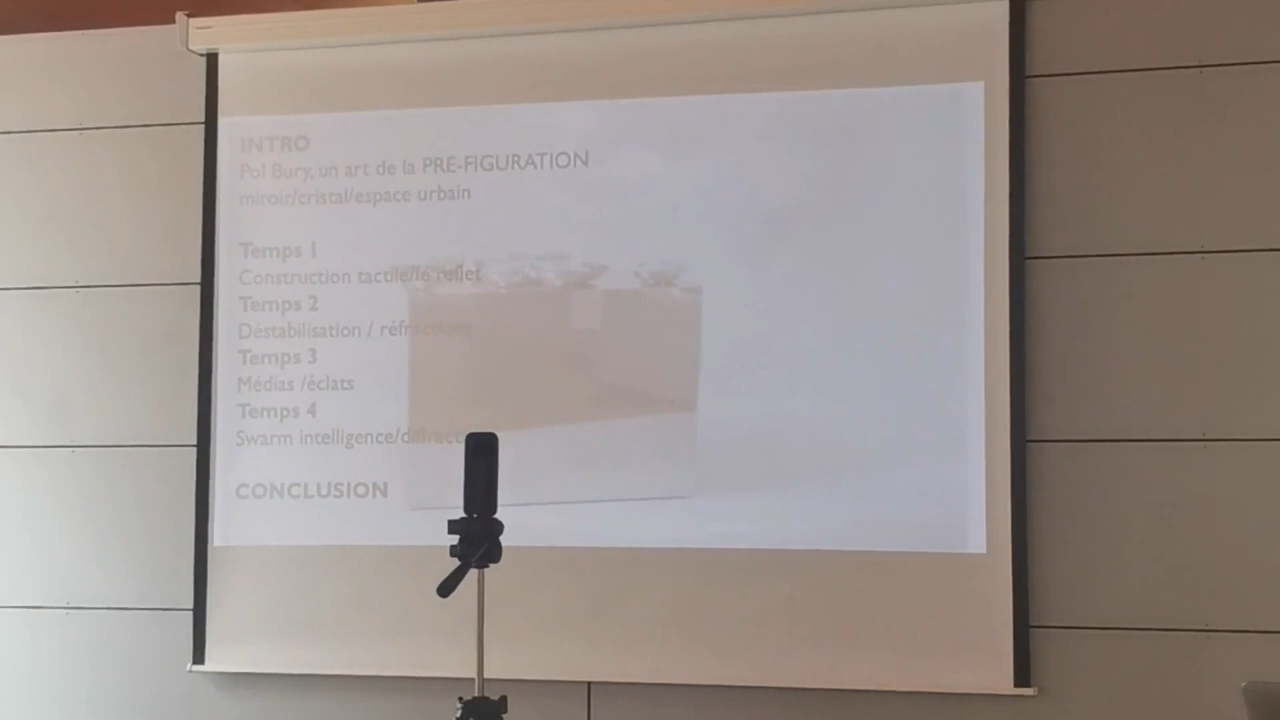 INTRO
Pol Bury, un art de la PRE-FIGURATION
miroir/cristal/espace urbain
Temps 1
Construction tactile/le reflet
Temps 2
Déstabilisation / réfraction
Temps 3
Médias /éclats
Temps 4
Swarm intelligence/
CONCLUSION